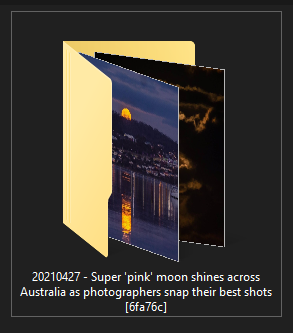 20210427 - Super 'pink' moon shines across
Australia as photographers snap their best shots
[6fa76c]